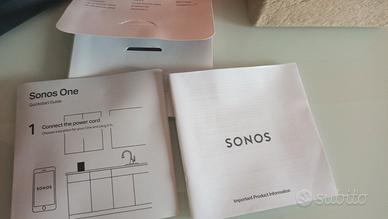 Sonos One
Quickstart Guide
1
Connect the power cord
SONOS
SONOS
Important Product Information
subito